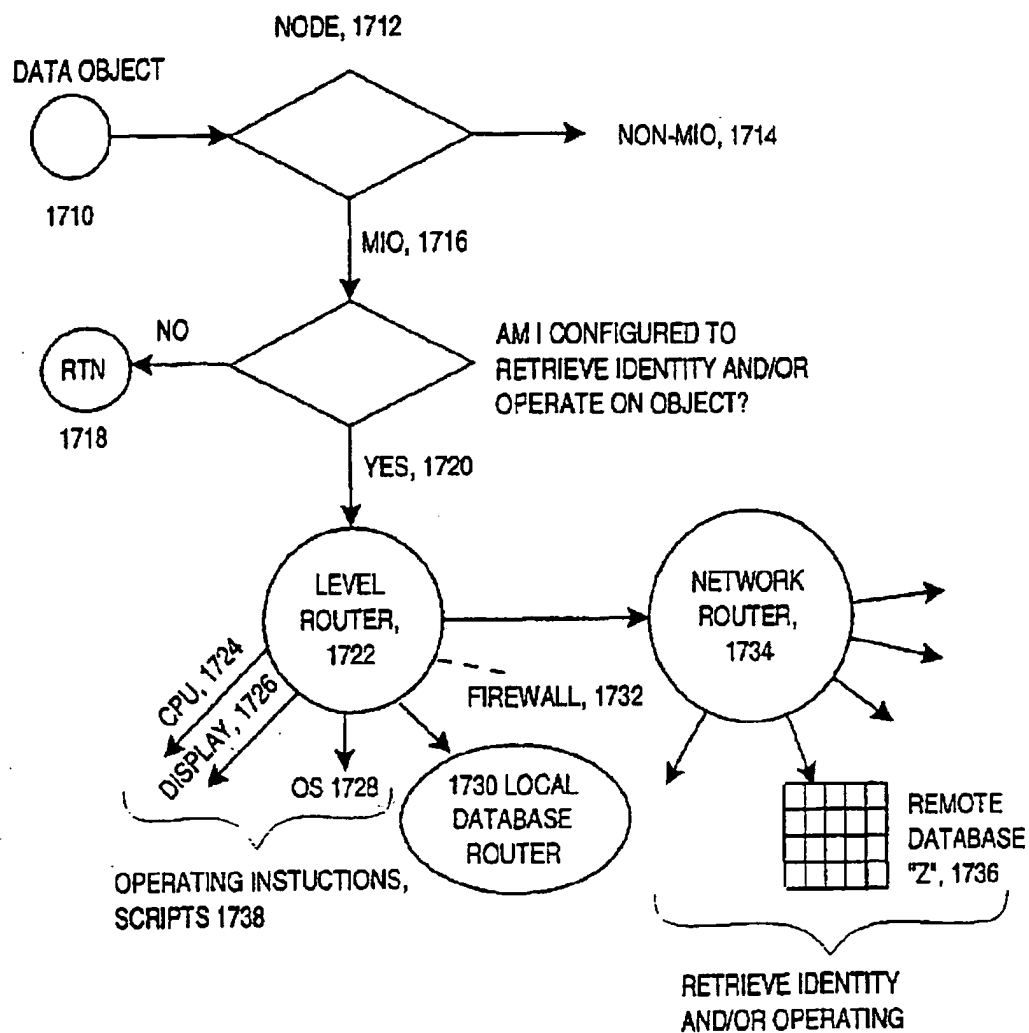 NODE, 1712
DATA OBJECT
NON-MIO, 1714
1710
MIO, 1716
NO
AM I CONFIGURED TO
RETRIEVE IDENTITY AND/OR
OPERATE ON OBJECT?
RTN
1718
YES, 1720
LEVEL
ROUTER,
1722
NETWORK
ROUTER,
1734
CPU, 1724
DISPLAY, 1726
FIREWALL, 1732
OS 1728
1730 LOCAL
DATABASE
ROUTER
REMOTE
DATABASE
"Z", 1736
OPERATING INSTUCTIONS,
SCRIPTS 1738
RETRIEVE IDENTITY
AND/OR OPERATING